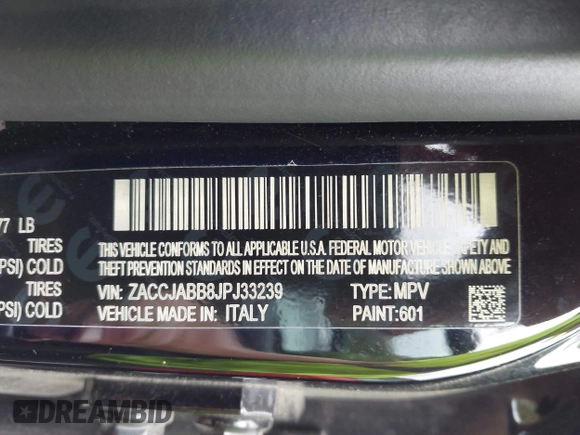 77 LB
TIRES
THIS VEHICLE CONFORMS TO ALL APPLICABLE U.S.A. FEDERAL MOTOR VEHICLE SAFETY AND
PSI) COLD
THEFT PREVENTION STANDARDS IN EFFECT ON THE DATE OF MANUFACTURE SHOWN ABOVE.
TIRES
VIN: ZACCJABB8JPJ33239 TYPE: MPV
PSI) COLD
VEHICLE MADE IN: ITALY PAINT: 601
DREAMBID